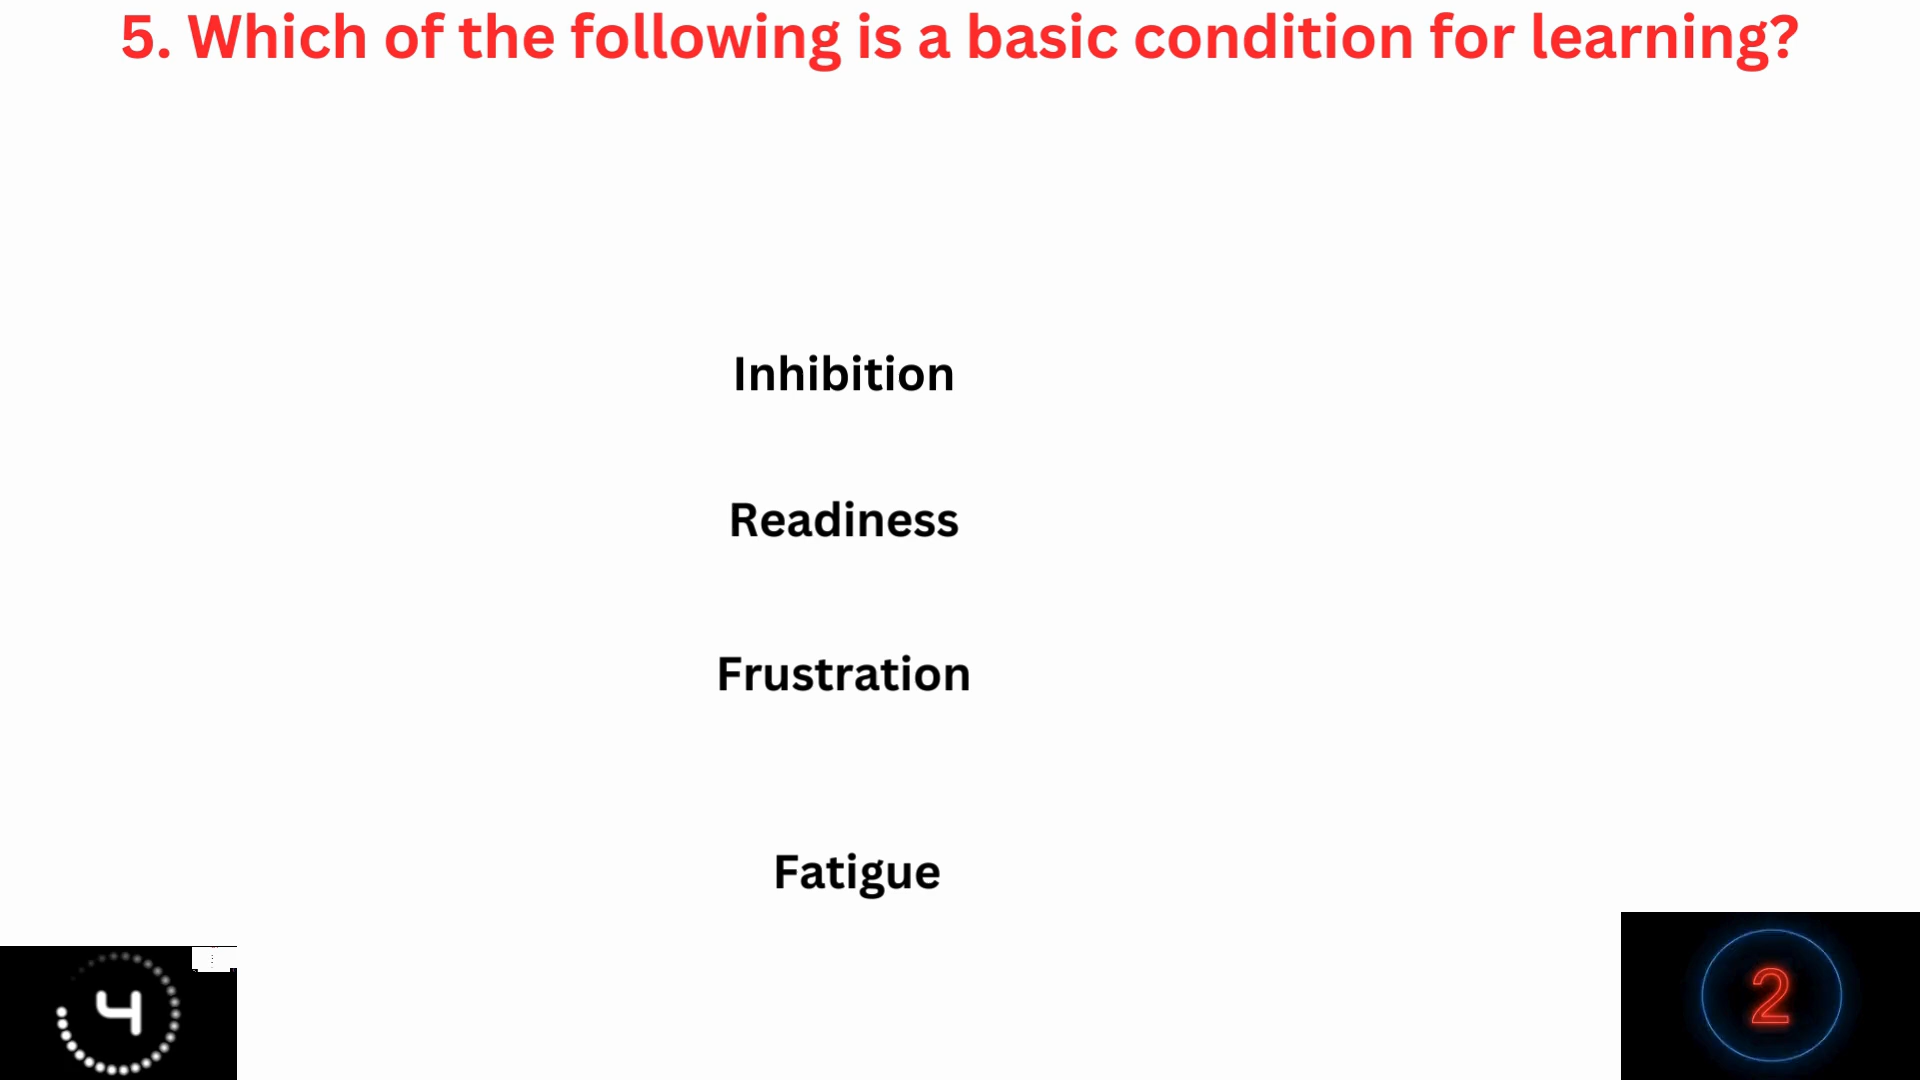 5. Which of the following is a basic condition for learning?
Inhibition
Readiness
Frustration
Fatigue
4
2